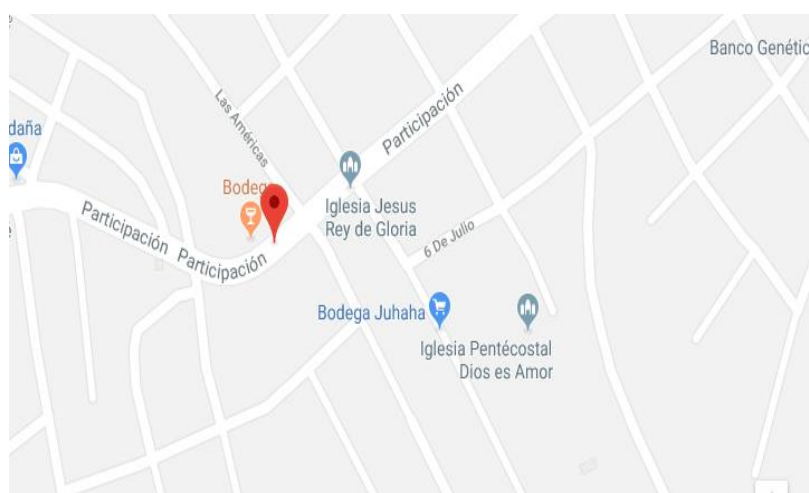 Banco Genétic
daña
Las Américas
Participación
Bodeg
Iglesia Jesus
Rey de Gloria
Participación
Participación
6 De Julio
Bodega Juhaha
Iglesia Pentécostal
Dios es Amor